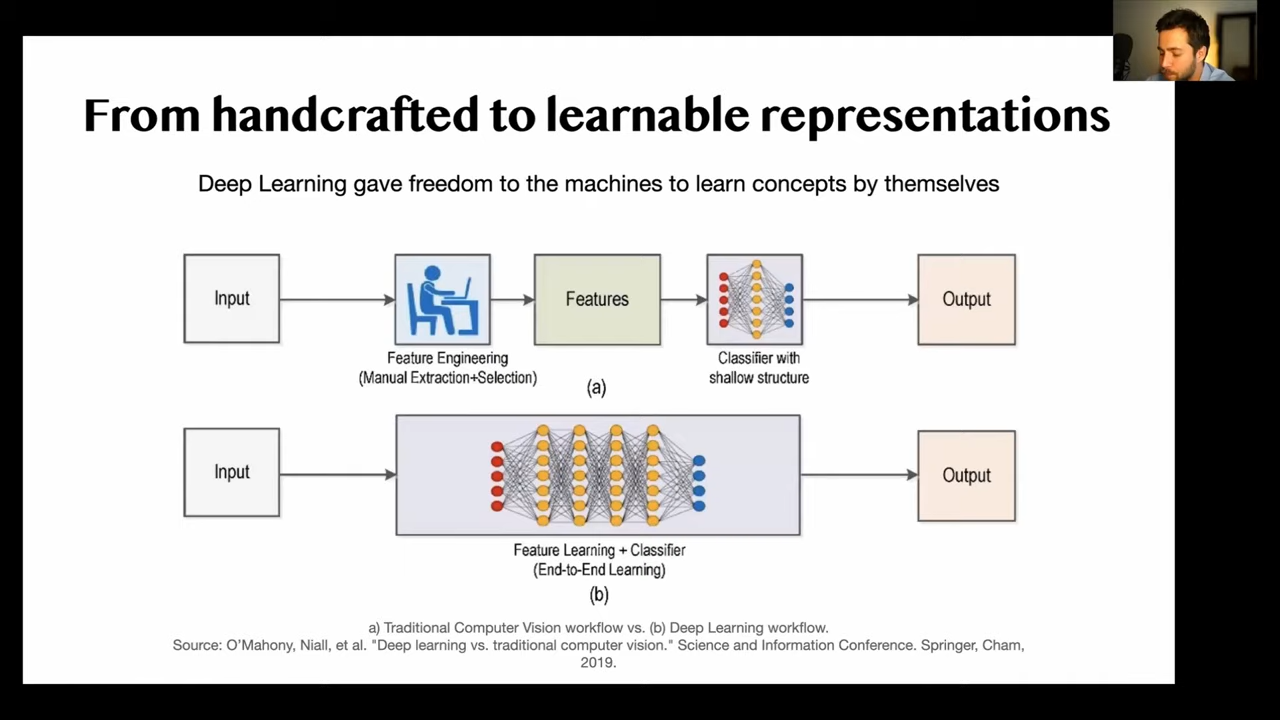 From handcrafted to learnable representations
Deep Learning gave freedom to the machines to learn concepts by themselves
Input
Features
Output
Feature Engineering
(Manual Extraction+Selection)
Classifier with
shallow structure
(a)
Input
Output
Feature Learning + Classifier
(End-to-End Learning)
(b)
a) Traditional Computer Vision workflow vs. (b) Deep Learning workflow.
Source: O’Mahony, Niall, et al. "Deep learning vs. traditional computer vision." Science and Information Conference. Springer, Cham,
2019.